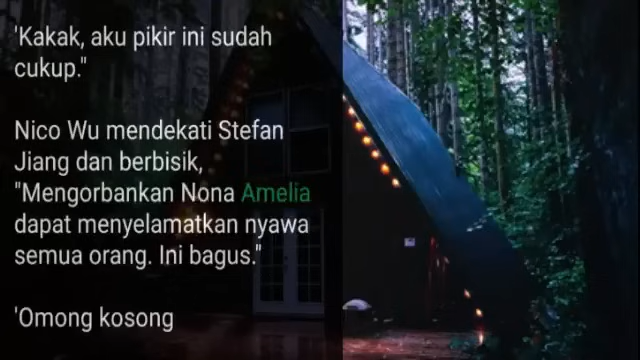 'Kakak, aku pikir ini sudah
cukup."
Nico Wu mendekati Stefan
Jiang dan berbisik,
"Mengorbankan Nona Amelia
dapat menyelamatkan nyawa
semua orang. Ini bagus."
'Omong kosong